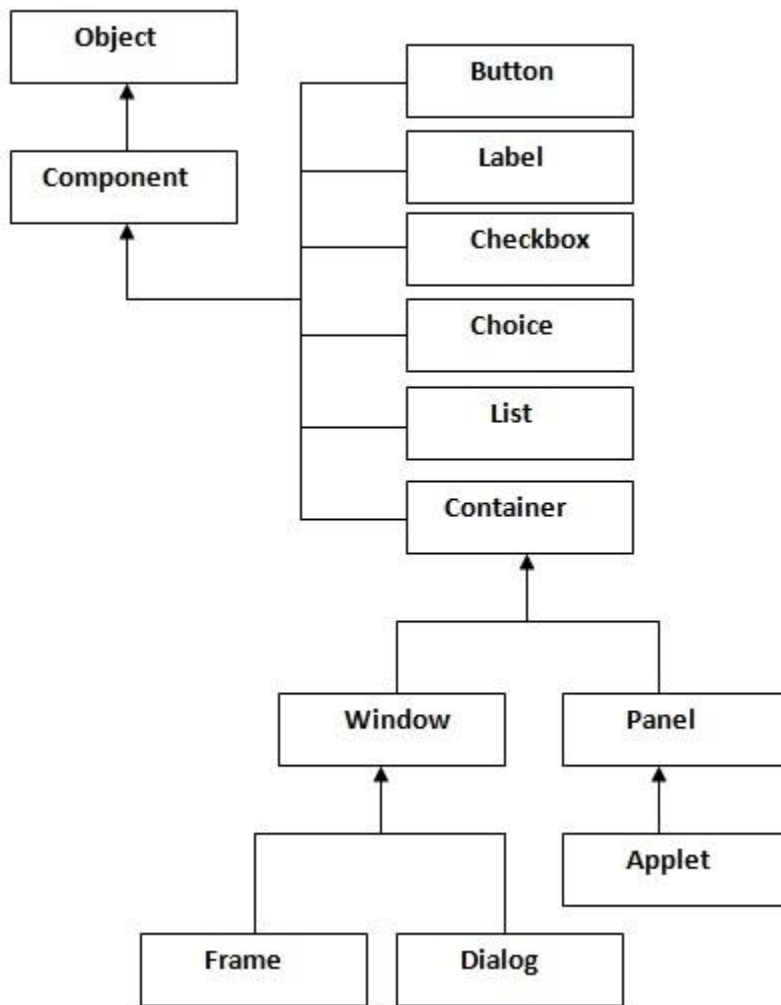 Object
Component
Button
Label
Checkbox
Choice
List
Container
Window
Panel
Applet
Frame
Dialog